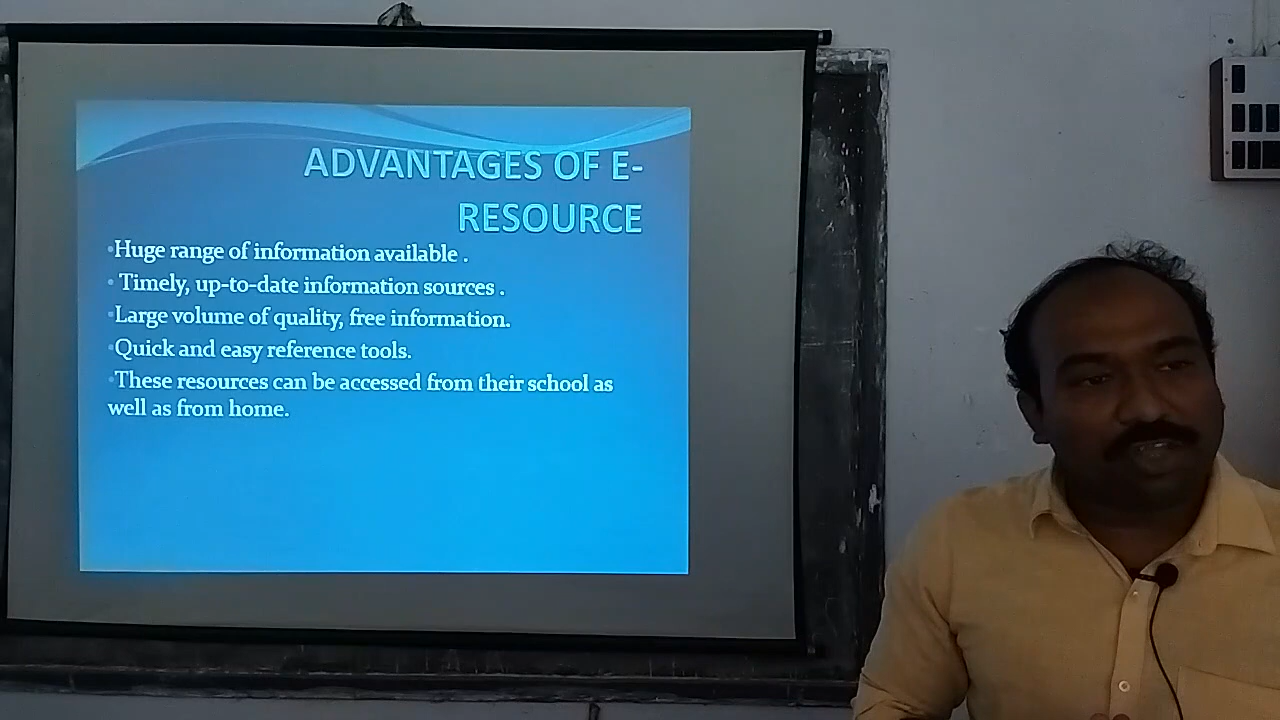 ADVANTAGES OF E-
RESOURCE
•Huge range of information available .
• Timely, up-to-date information sources .
•Large volume of quality, free information.
•Quick and easy reference tools.
•These resources can be accessed from their school as
well as from home.